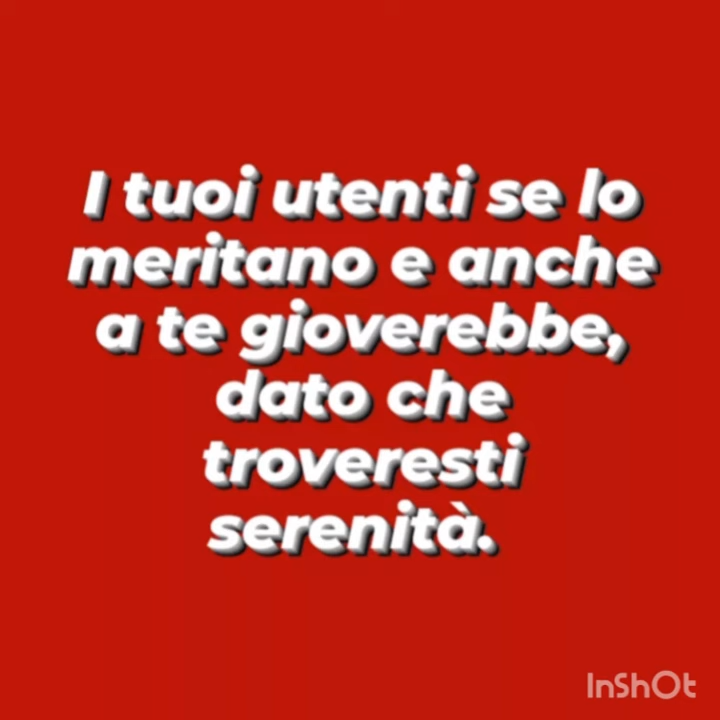 I tuoi utenti se lo
meritano e anche
a te gioverebbe,
dato che
troveresti
serenità.
InShOt